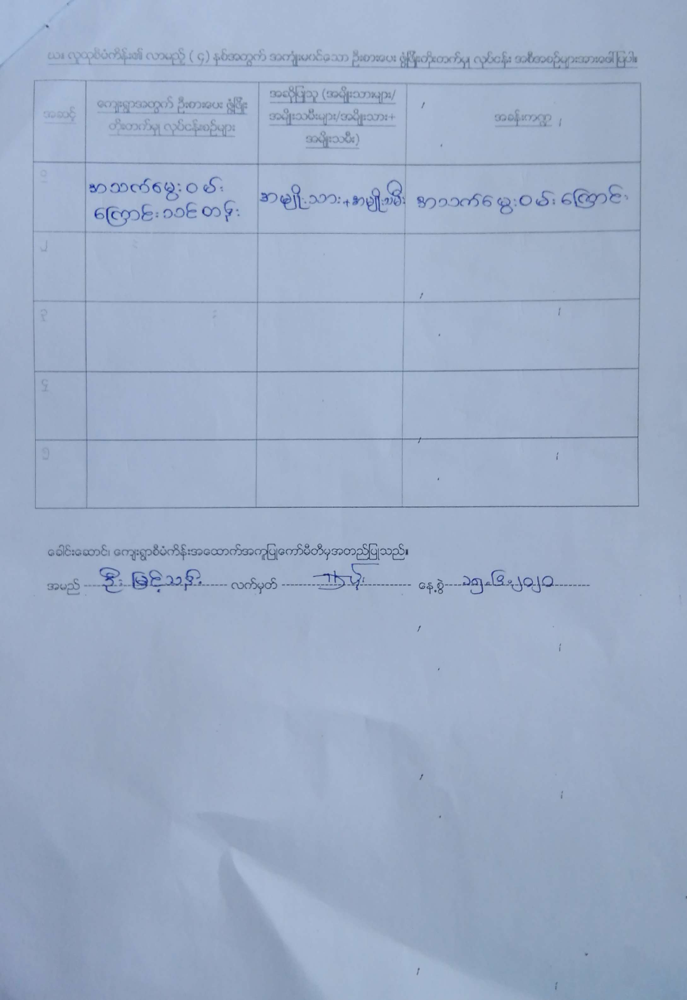 ဃ။ လူထုစီမံကိန်း၏ လာမည့် ( ၄ ) နှစ်အတွက် အကျုံးမဝင်သော ဦးစားပေး ဖွံ့ဖြိုးတိုးတက်မှု လုပ်ငန်း အစီအစဉ်များအားဖေါ်ပြပါ။
အဆင့်
ကျေးရွာအတွက် ဦးစားပေး ဖွံ့ဖြိုး
တိုးတက်မှု လုပ်ငန်းစဉ်များ
အဆိုပြုသူ (အမျိုးသားများ/
အမျိုးသမီးများ/အမျိုးသား+
အမျိုးသမီး)
အခန်းကဏ္ဍ
၁
အသက်မွေးဝမ်း
ကြောင်းသင်တန်း
အမျိုးသား+အမျိုးသမီး
အသက်မွေးဝမ်းကြောင်း
၂
၃
၄
၅
ခေါင်းဆောင်၊ ကျေးရွာစီမံကိန်းအထောက်အကူပြုကော်မီတီမှအတည်ပြုသည်။
အမည် ဦးမြင့်သန်း လက်မှတ် နေ့စွဲ ၁၅.၆.၂၀၂၀